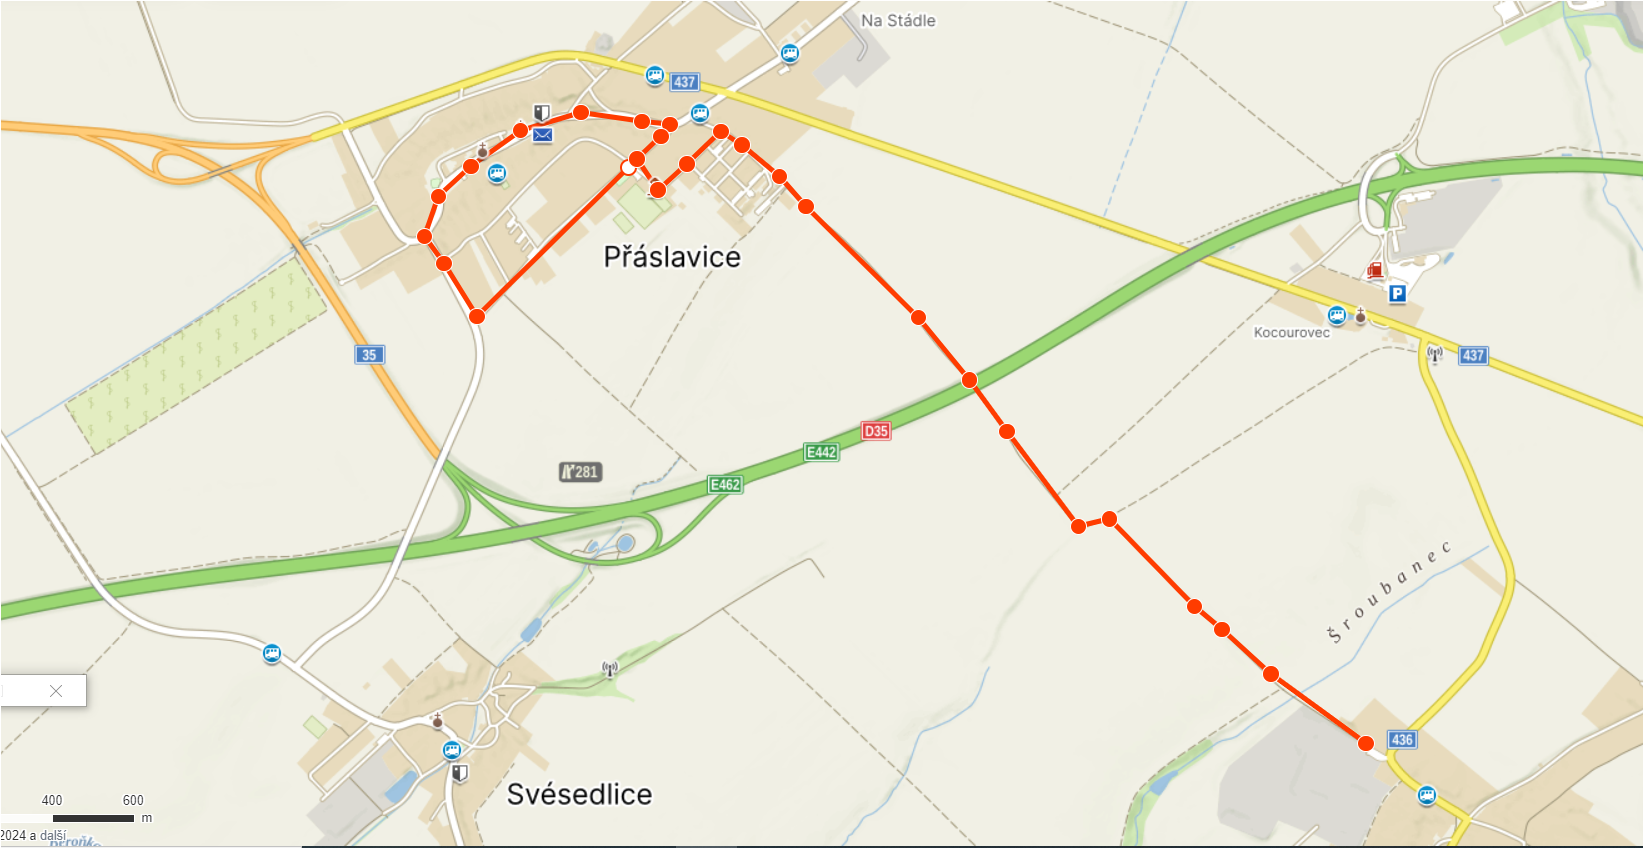 Na Stádle
437
Přáslavice
P
Kocourovec
35
437
D35
E442
281
E462
Šroubanec
436
Svésedlice
400 600
m
2024 a další